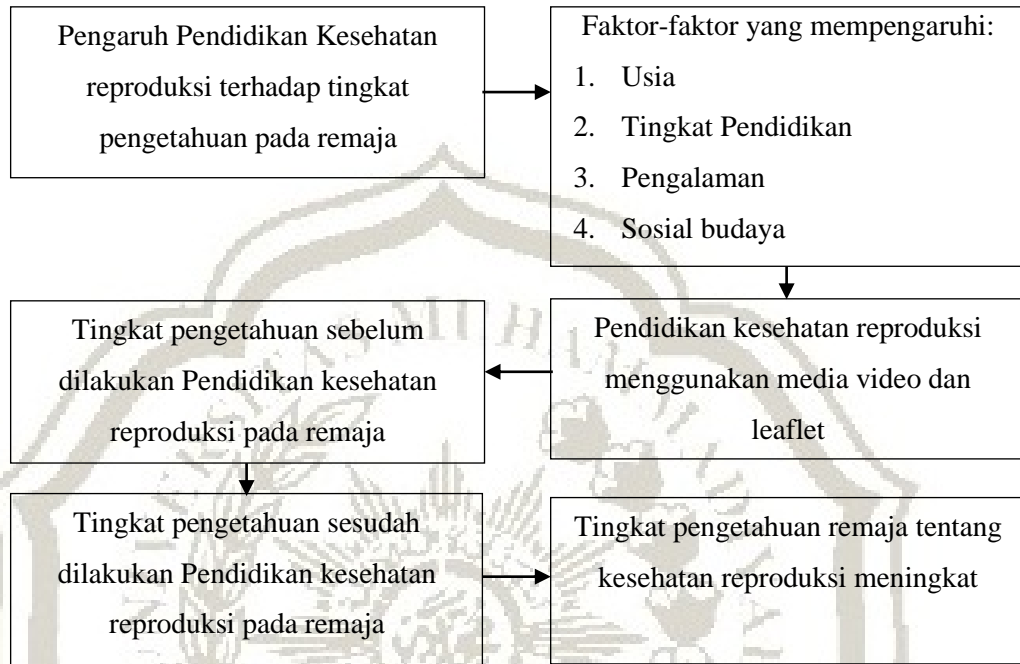 Pengaruh Pendidikan Kesehatan
reproduksi terhadap tingkat
pengetahuan pada remaja
Faktor-faktor yang mempengaruhi:
1. Usia
2. Tingkat Pendidikan
3. Pengalaman
4. Sosial budaya
Pendidikan kesehatan reproduksi
menggunakan media video dan
leaflet
Tingkat pengetahuan sebelum
dilakukan Pendidikan kesehatan
reproduksi pada remaja
Tingkat pengetahuan sesudah
dilakukan Pendidikan kesehatan
reproduksi pada remaja
Tingkat pengetahuan remaja tentang
kesehatan reproduksi meningkat